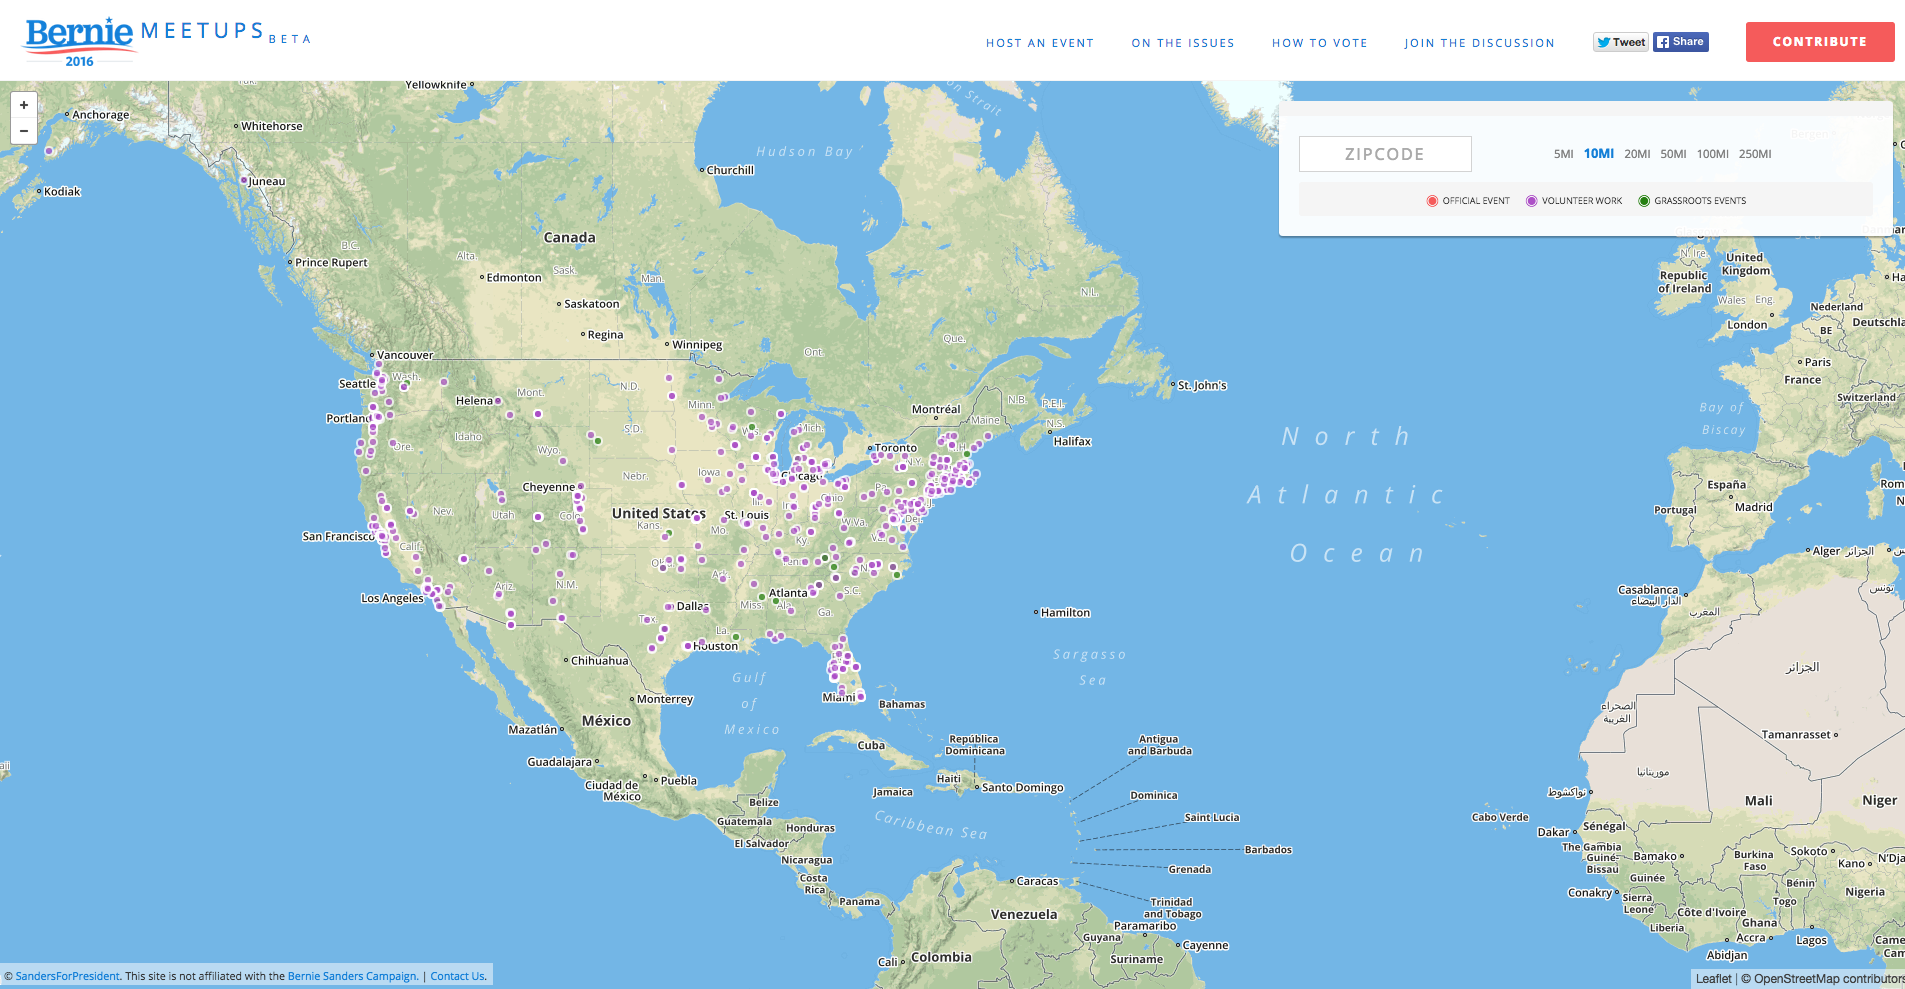 Bernie
2016
MEETUPS BETA
HOST AN EVENT
ON THE ISSUES
HOW TO VOTE
JOIN THE DISCUSSION
Tweet
Share
CONTRIBUTE
+
−
ZIPCODE
5MI 10MI 20MI 50MI 100MI 250MI
OFFICIAL EVENT VOLUNTEER WORK GRASSROOTS EVENTS
Yellowknife
Anchorage
Whitehorse
Hudson Bay
Churchill
Juneau
Kodiak
Canada
B.C.
Alta.
Prince Rupert
Edmonton
Sask.
Man.
Saskatoon
N.L.
Regina
Winnipeg
Que.
Ont.
Vancouver
Seattle
Wash.
N.D.
St. John's
Helena
Mont.
Minn.
Montréal
N.B.
P.E.I.
Maine
Portland
N.S.
Halifax
Toronto
Mich.
S.D.
Idaho
Ore.
Wyo.
N.Y.
Iowa
Nebr.
Chicago
Cheyenne
Pa.
Ohio
Nev.
Utah
Colo.
United States
Kans.
St. Louis
Mo.
W.Va.
Del.
San Francisco
Calif.
Ky.
Ariz.
N.M.
Ark.
Los Angeles
Atlanta
S.C.
Dallas
Miss.
Ala.
Ga.
Tex.
La.
Houston
Hamilton
North
Atlantic
Ocean
Sargasso
Sea
Chihuahua
Gulf
of
Mexico
Miami
Bahamas
Monterrey
México
Mazatlán
Cuba
República
Dominicana
Antigua
and Barbuda
Guadalajara
Ciudad de
México
Puebla
Haiti
Santo Domingo
Jamaica
Dominica
Belize
Guatemala
Honduras
Caribbean Sea
Saint Lucia
El Salvador
Nicaragua
Barbados
Costa
Rica
Grenada
Caracas
Panama
Trinidad
and Tobago
Venezuela
Paramaribo
Guyana
Cayenne
Cali
Colombia
Suriname
N. Ire.
United
Kingdom
Republic
of Ireland
Wales
Eng.
London
Nederland
BE
Deutschla
Paris
France
Switzerland
Bay of
Biscay
España
Madrid
Portugal
Rom
Alger
الجزائر
تونس
Casablanca
الدار البيضاء
المغرب
الجزائر
الصحراء
الغربية
Tamanrasset
موريتانيا
نواكشوط
Mali
Niger
Cabo Verde
Dakar
Sénégal
The Gambia
Guiné-
Bissau
Bamako
Burkina
Faso
Sokoto
Kano
N'Dja
Guinée
Bénin
Togo
Nigeria
Conakry
Sierra
Leone
Côte d'Ivoire
Ghana
Liberia
Accra
Lagos
Abidjan
Came
Cam
© SandersForPresident. This site is not affiliated with the Bernie Sanders Campaign. | Contact Us.
Leaflet | © OpenStreetMap contributors